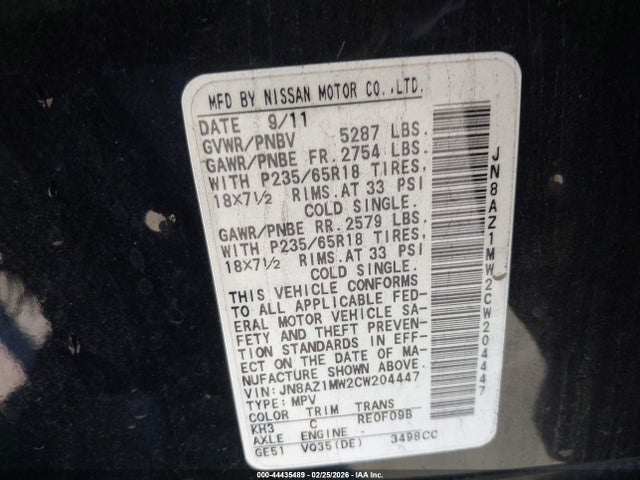 MFD BY NISSAN MOTOR CO.,LTD.
DATE 9/11
GVWR/PNBV 5287 LBS.
GAWR/PNBE FR. 2754 LBS.
WITH P235/65R18 TIRES,
18X7½ RIMS.AT 33 PSI
COLD SINGLE.
GAWR/PNBE RR. 2579 LBS.
WITH P235/65R18 TIRES,
18X7½ RIMS.AT 33 PSI
COLD SINGLE.
THIS VEHICLE CONFORMS
TO ALL APPLICABLE FED-
ERAL MOTOR VEHICLE SA-
FETY AND THEFT PREVEN-
TION STANDARDS IN EFF-
ECT ON THE DATE OF MA-
NUFACTURE SHOWN ABOVE.
VIN: JN8AZ1MW2CW204447
TYPE: MPV
COLOR TRIM TRANS
KH3 C RE0F09B
AXLE ENGINE
GE51 VQ35(DE) 3498CC
JN8AZ1MW2CW204447
000-44435489 - 02/25/2026 - IAAI.COM